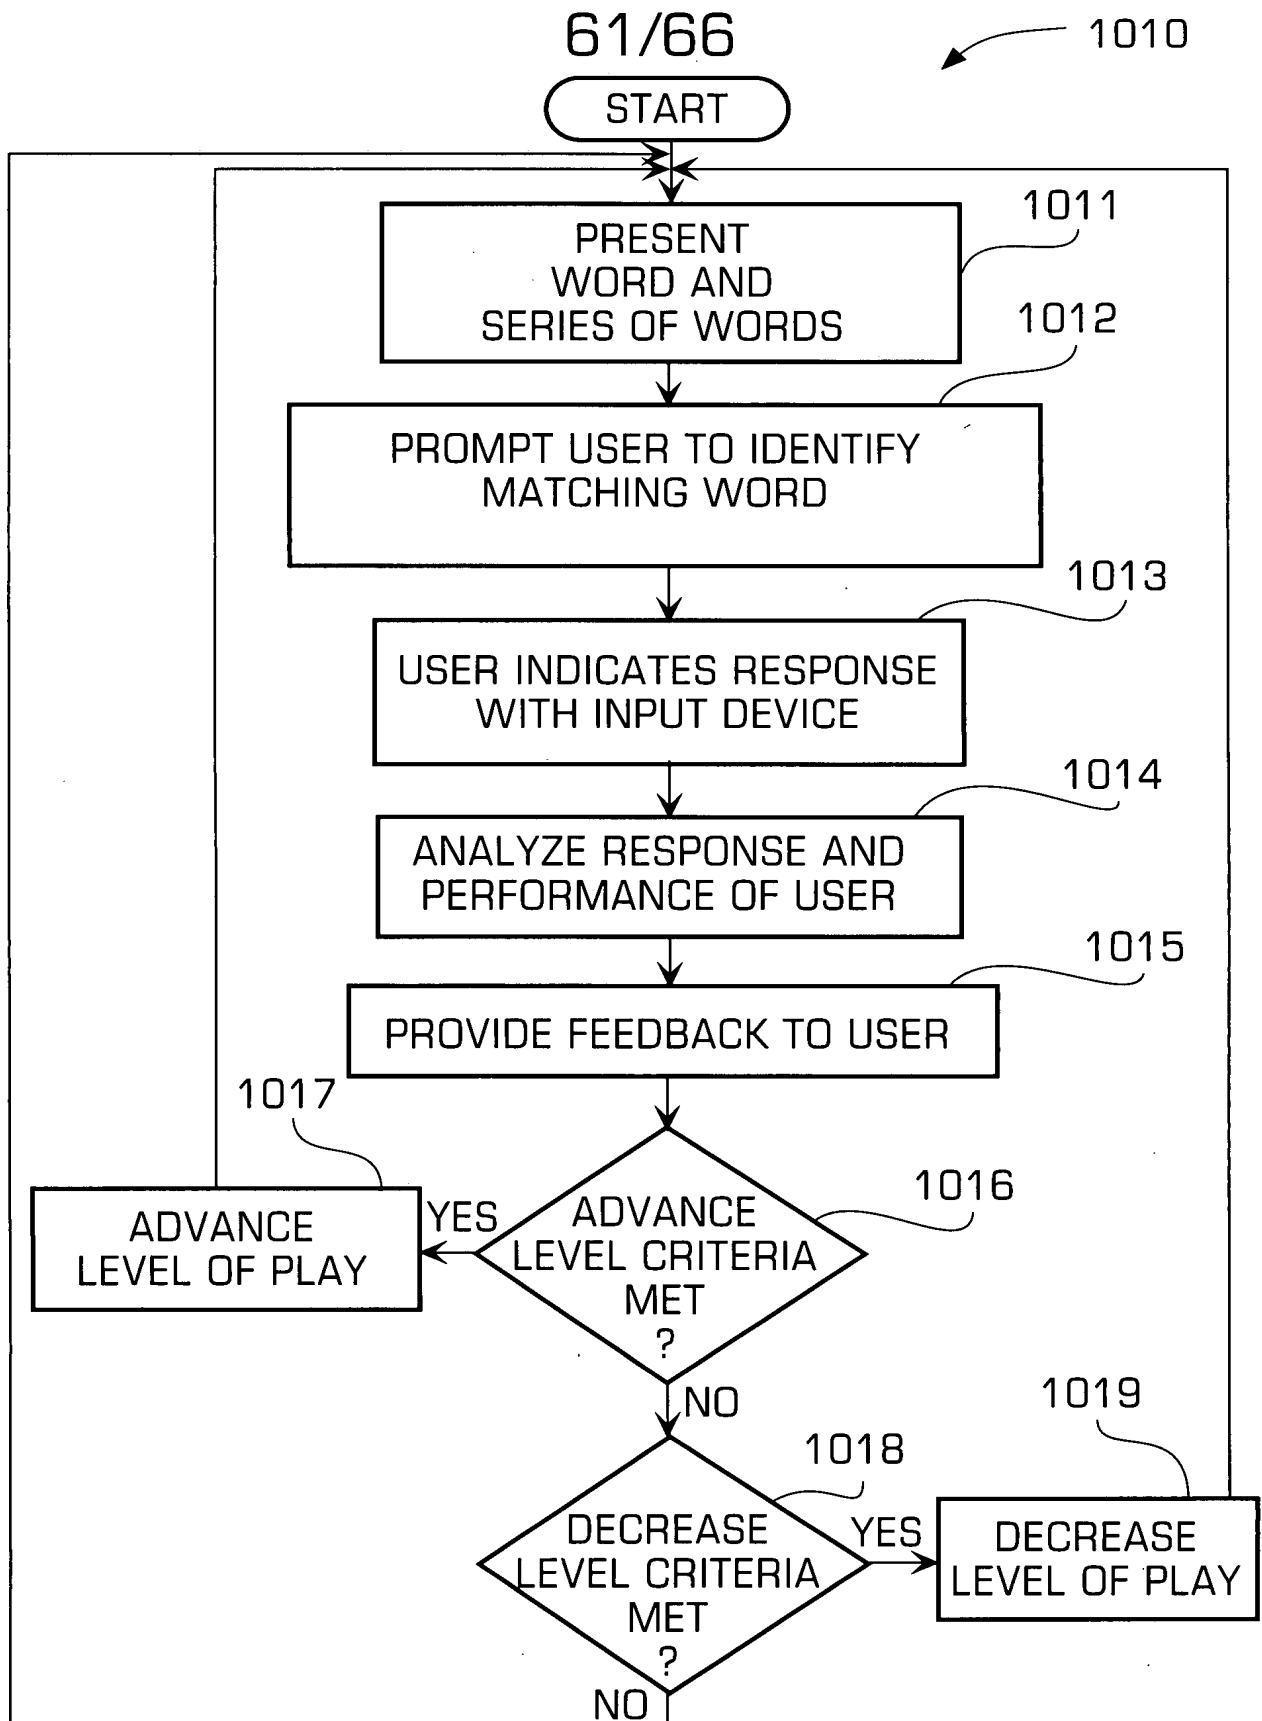 61/66
1010
START
1011
PRESENT
WORD AND
SERIES OF WORDS
1012
PROMPT USER TO IDENTIFY
MATCHING WORD
1013
USER INDICATES RESPONSE
WITH INPUT DEVICE
1014
ANALYZE RESPONSE AND
PERFORMANCE OF USER
1015
PROVIDE FEEDBACK TO USER
1017
1016
ADVANCE
LEVEL OF PLAY
YES
ADVANCE
LEVEL CRITERIA
MET
?
NO
1019
1018
DECREASE
LEVEL CRITERIA
MET
?
YES
DECREASE
LEVEL OF PLAY
NO